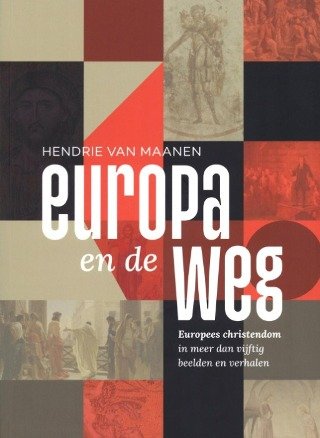 HENDRIE VAN MAANEN
europa
en de
weg
Europees christendom
in meer dan vijftig
beelden en verhalen